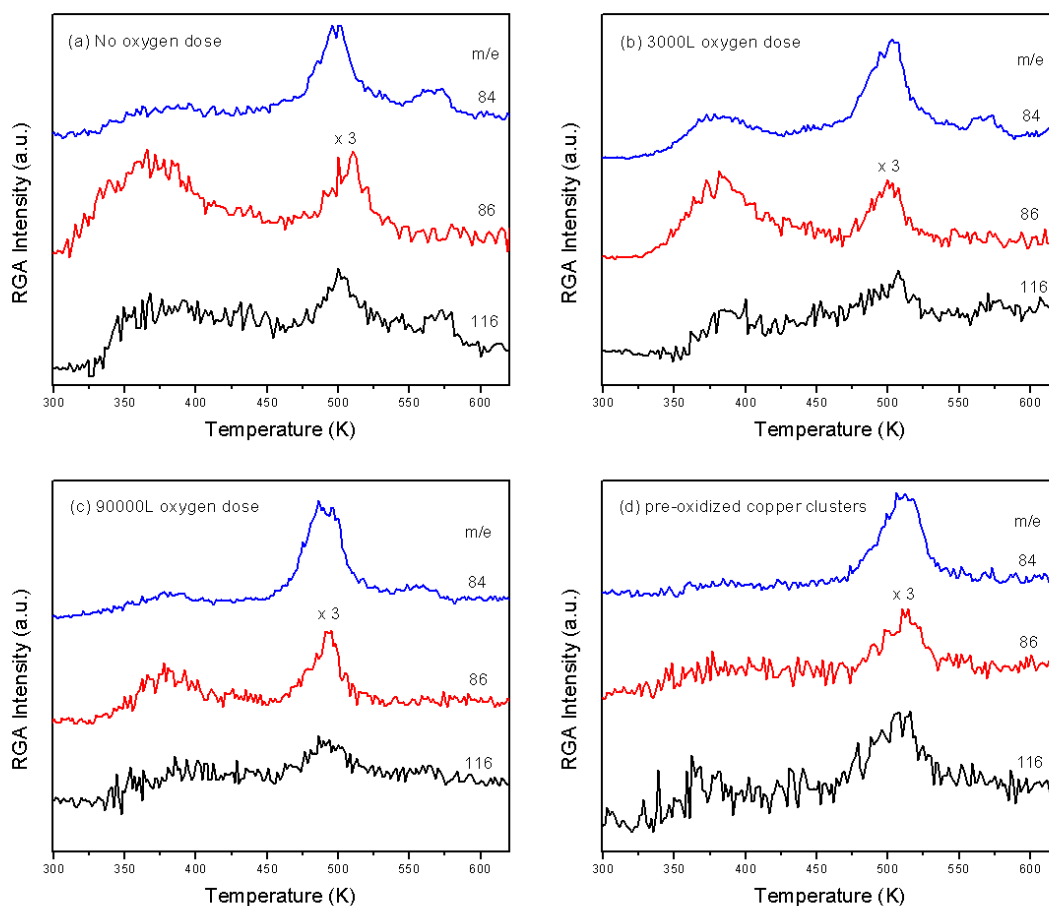 (a) No oxygen dose
m/e
84
x 3
86
116
RGA Intensity (a.u.)
300 350 400 450 500 550 600
Temperature (K)
(b) 3000L oxygen dose
m/e
84
x 3
86
116
RGA Intensity (a.u.)
300 350 400 450 500 550 600
Temperature (K)
(c) 90000L oxygen dose
m/e
84
x 3
86
116
RGA Intensity (a.u.)
300 350 400 450 500 550 600
Temperature (K)
(d) pre-oxidized copper clusters
m/e
84
x 3
86
116
RGA Intensity (a.u.)
300 350 400 450 500 550 600
Temperature (K)